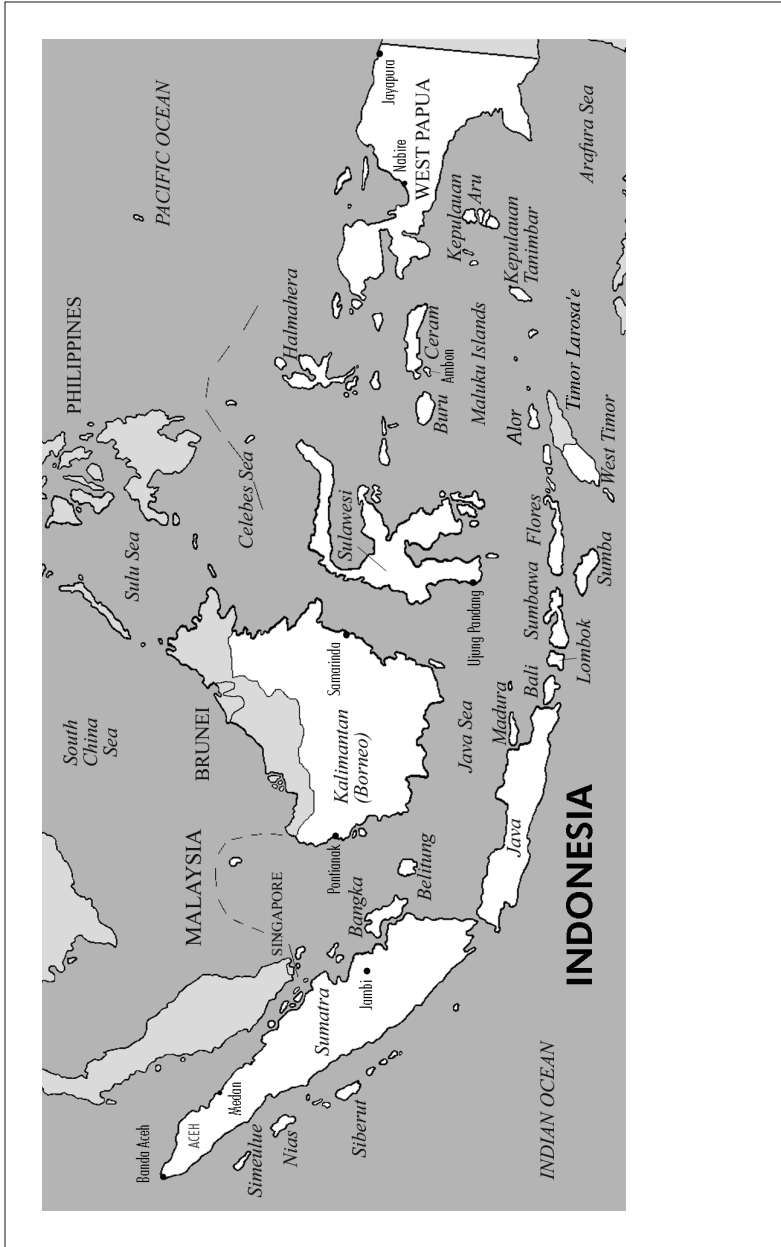 PHILIPPINES
PACIFIC OCEAN
South
China
Sea
Sulu Sea
Banda Aceh
MALAYSIA
BRUNEI
ACEH
Medan
Celebes Sea
Simeulue
SINGAPORE
Nias
Halmahera
Sumatra
Pontianak
Kalimantan
(Borneo)
Samarinda
Sulawesi
Siberut
Jambi
Bangka
Belitung
Jayapura
Nabire
WEST PAPUA
Buru
Ceram
Ambon
Java Sea
Ujung Pandang
Maluku Islands
Kepulauan
Aru
Madura
Kepulauan
Tanimbar
Java
Bali
Sumbawa
Flores
Alor
INDIAN OCEAN
INDONESIA
Lombok
Sumba
West Timor
Timor Larosa'e
Arafura Sea